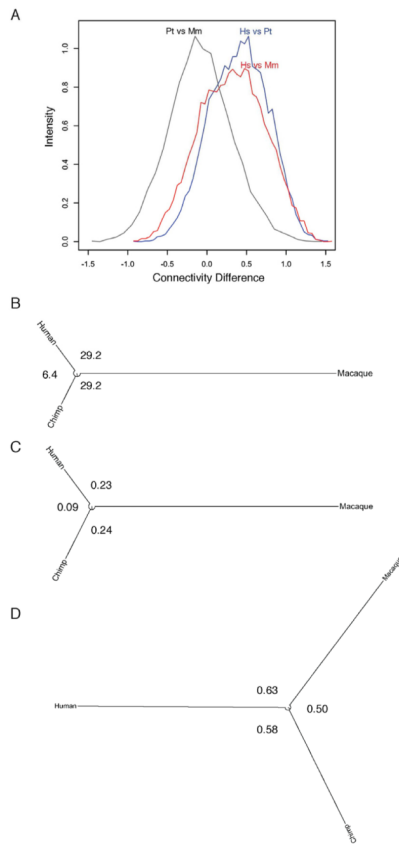 A
Pt vs Mm
Hs vs Pt
Hs vs Mm
Intensity
0.0
0.2
0.4
0.6
0.8
1.0
-1.5
-1.0
-0.5
0.0
0.5
1.0
1.5
Connectivity Difference
B
Human
29.2
6.4
29.2
Macaque
Chimp
C
Human
0.23
0.09
0.24
Macaque
Chimp
D
Macaque
0.63
Human
0.50
0.58
Chimp